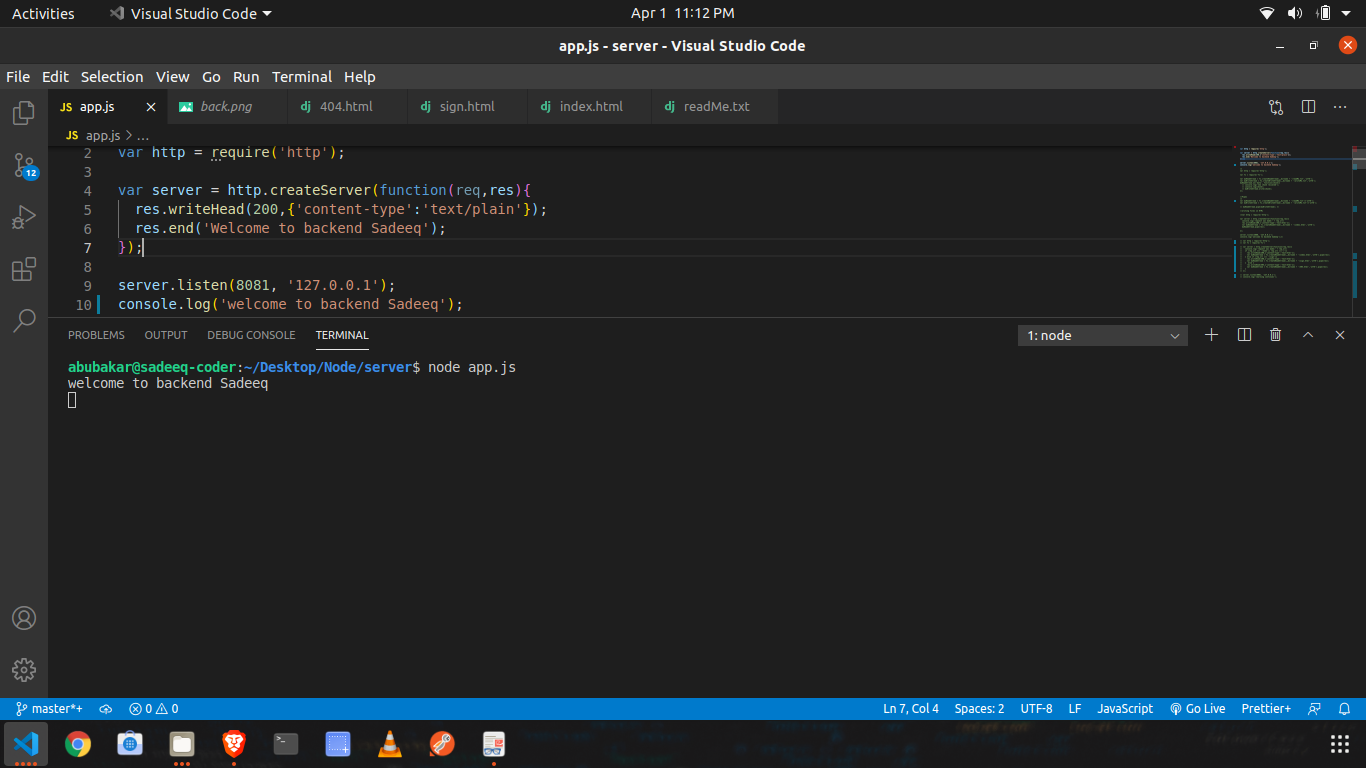 Activities Visual Studio Code Apr 1 11:12 PM
app.js - server - Visual Studio Code
File Edit Selection View Go Run Terminal Help
JS app.js back.png dj 404.html dj sign.html dj index.html dj readMe.txt
JS app.js > ...
2 var http = require('http');
3
4 var server = http.createServer(function(req,res){
5 res.writeHead(200,{'content-type':'text/plain'});
6 res.end('Welcome to backend Sadeeq');
7 });
8
9 server.listen(8081, '127.0.0.1');
10 console.log('welcome to backend Sadeeq');
12
PROBLEMS OUTPUT DEBUG CONSOLE TERMINAL 1: node
abubakar@sadeeq-coder:~/Desktop/Node/server$ node app.js
welcome to backend Sadeeq
master*+ 0 0 Ln 7, Col 4 Spaces: 2 UTF-8 LF JavaScript Go Live Prettier+